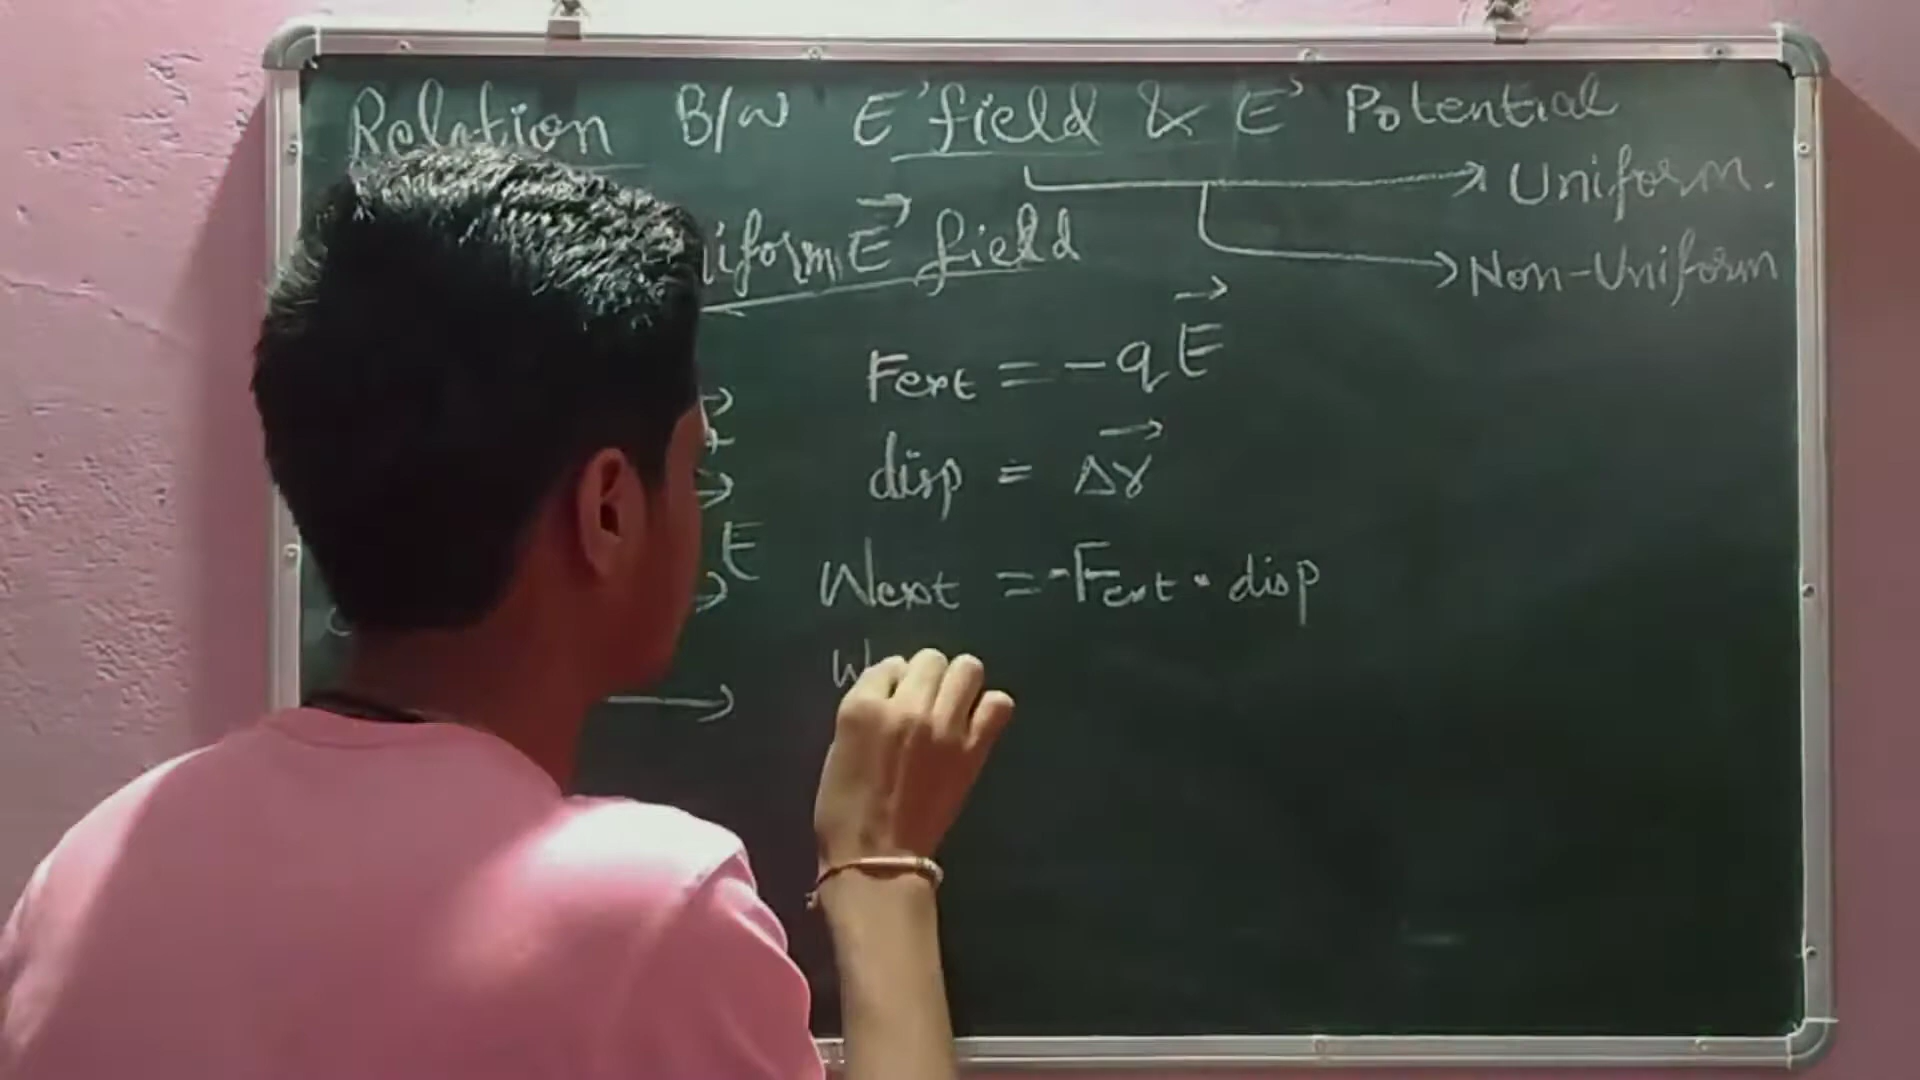 Relation B/w E' field & E' Potential
Uniform.
iform E⃗ field
Non-Uniform
Fext = -qE⃗
disp = Δr⃗
E
Wext = -Fext · disp
W